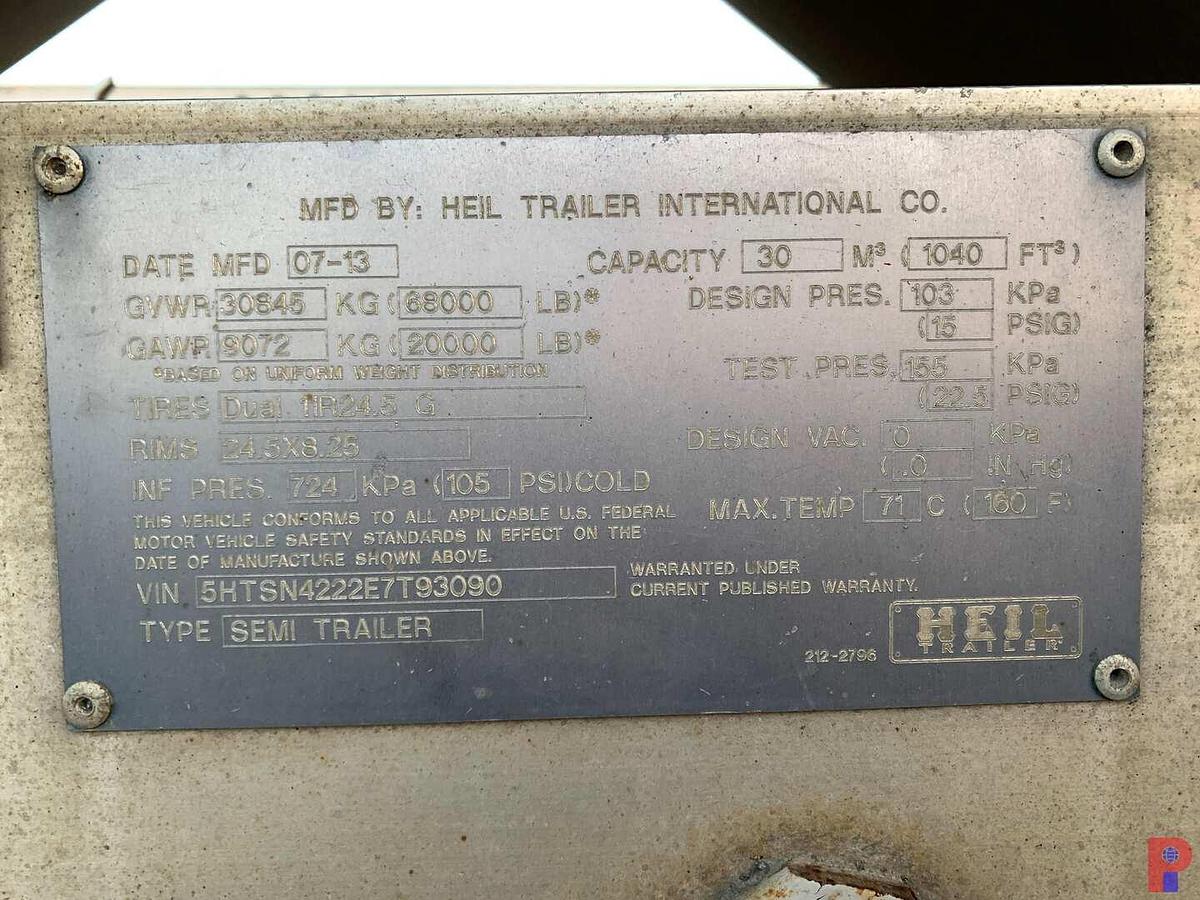 MFD BY: HEIL TRAILER INTERNATIONAL CO.
DATE MFD 07-13 CAPACITY 30 M³ (1040 FT³)
GVWR 30845 KG (68000 LB)* DESIGN PRES. 103 KPa
(15 PSIG)
GAWR 9072 KG (20000 LB)*
*BASED ON UNIFORM WEIGHT DISTRIBUTION TEST PRES. 155 KPa
(22.5 PSIG)
TIRES Dual 11R24.5 G
RIMS 24.5X8.25 DESIGN VAC. 0 KPa
(.0 IN Hg)
INF PRES. 724 KPa (105 PSI)COLD
MAX.TEMP 71 C (160 F)
THIS VEHICLE CONFORMS TO ALL APPLICABLE U.S. FEDERAL
MOTOR VEHICLE SAFETY STANDARDS IN EFFECT ON THE
DATE OF MANUFACTURE SHOWN ABOVE.
WARRANTED UNDER
CURRENT PUBLISHED WARRANTY.
VIN 5HTSN4222E7T93090
TYPE SEMI TRAILER
212-2796
HEIL
TRAILER
PI